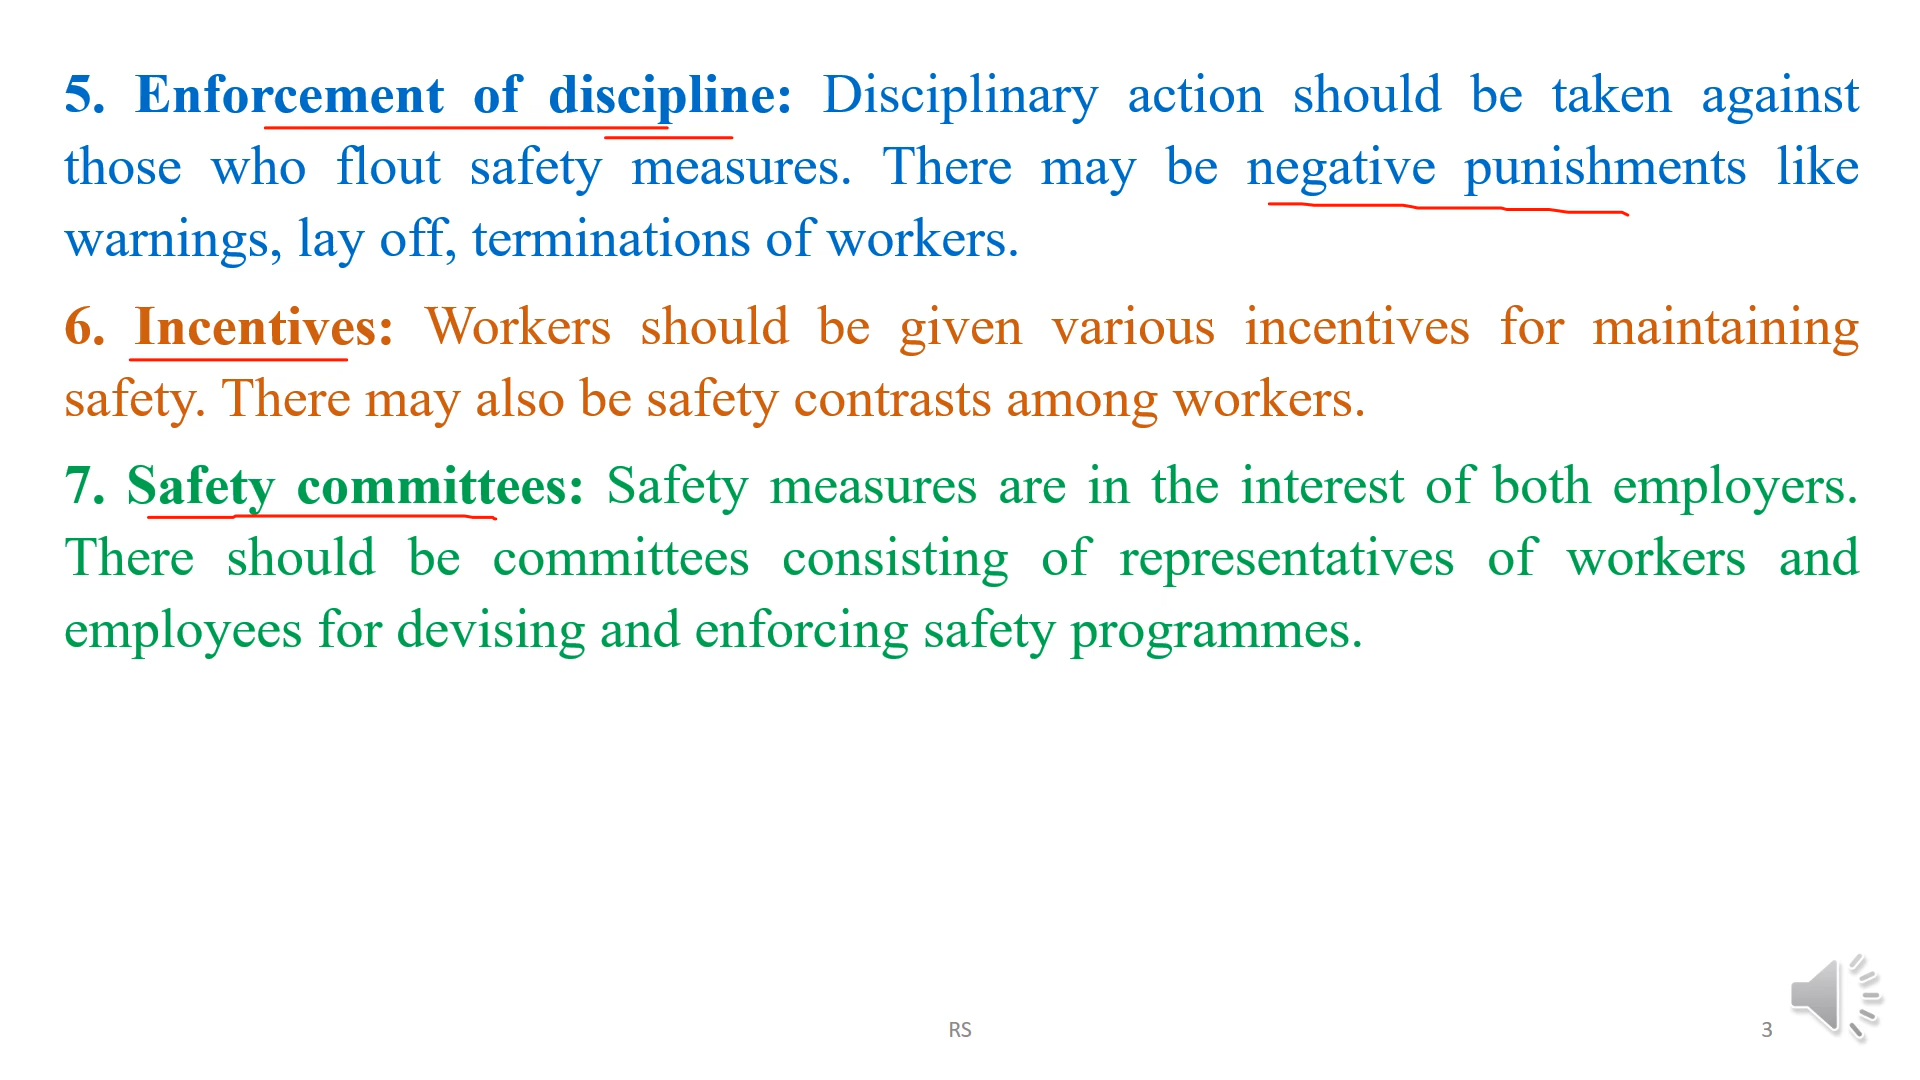 5. Enforcement of discipline: Disciplinary action should be taken against
those who flout safety measures. There may be negative punishments like
warnings, lay off, terminations of workers.
6. Incentives: Workers should be given various incentives for maintaining
safety. There may also be safety contrasts among workers.
7. Safety committees: Safety measures are in the interest of both employers.
There should be committees consisting of representatives of workers and
employees for devising and enforcing safety programmes.
RS
3